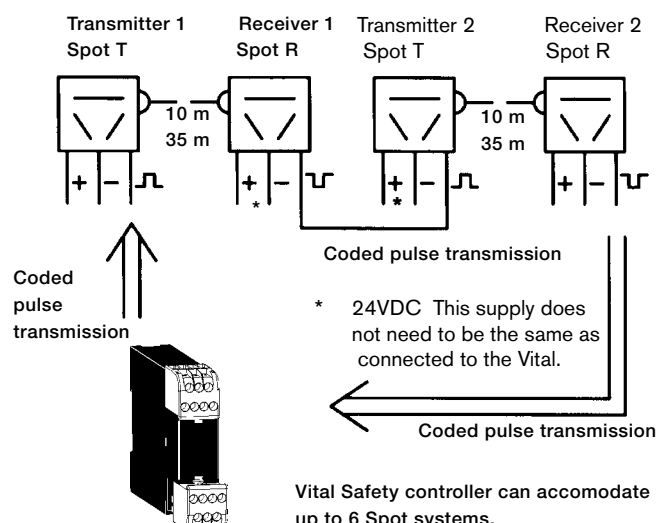 Transmitter 1 Receiver 1 Transmitter 2 Receiver 2
Spot T Spot R Spot T Spot R
10 m 10 m
35 m 35 m
+ − + − + − + −
* *
Coded pulse transmission
Coded
pulse
transmission
* 24VDC This supply does
not need to be the same as
connected to the Vital.
Coded pulse transmission
Vital Safety controller can accomodate
up to 6 Spot systems.